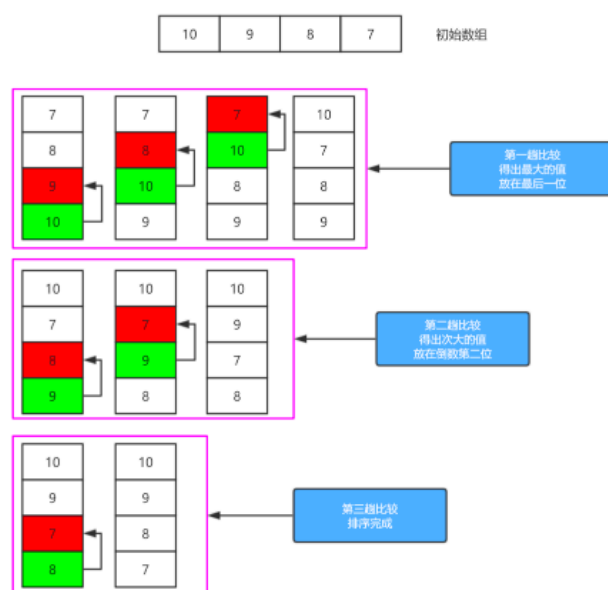 10 9 8 7 初始数组
7 7 7 10
8 8 10 7
9 10 8 8
10 9 9 9
第一趟比较
得出最大的值
放在最后一位
10 10 10
7 7 9
8 9 7
9 8 8
第二趟比较
得出次大的值
放在倒数第二位
10 10
9 9
7 8
8 7
第三趟比较
排序完成